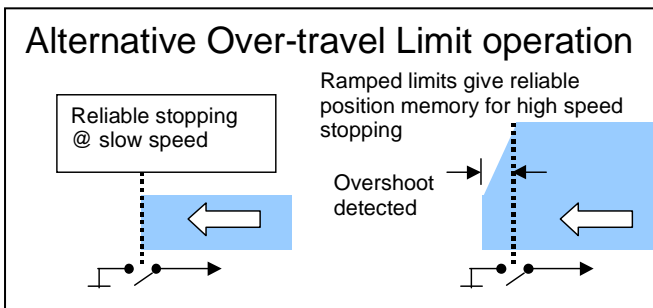 Alternative Over-travel Limit operation
Reliable stopping
@ slow speed
Ramped limits give reliable
position memory for high speed
stopping
Overshoot
detected